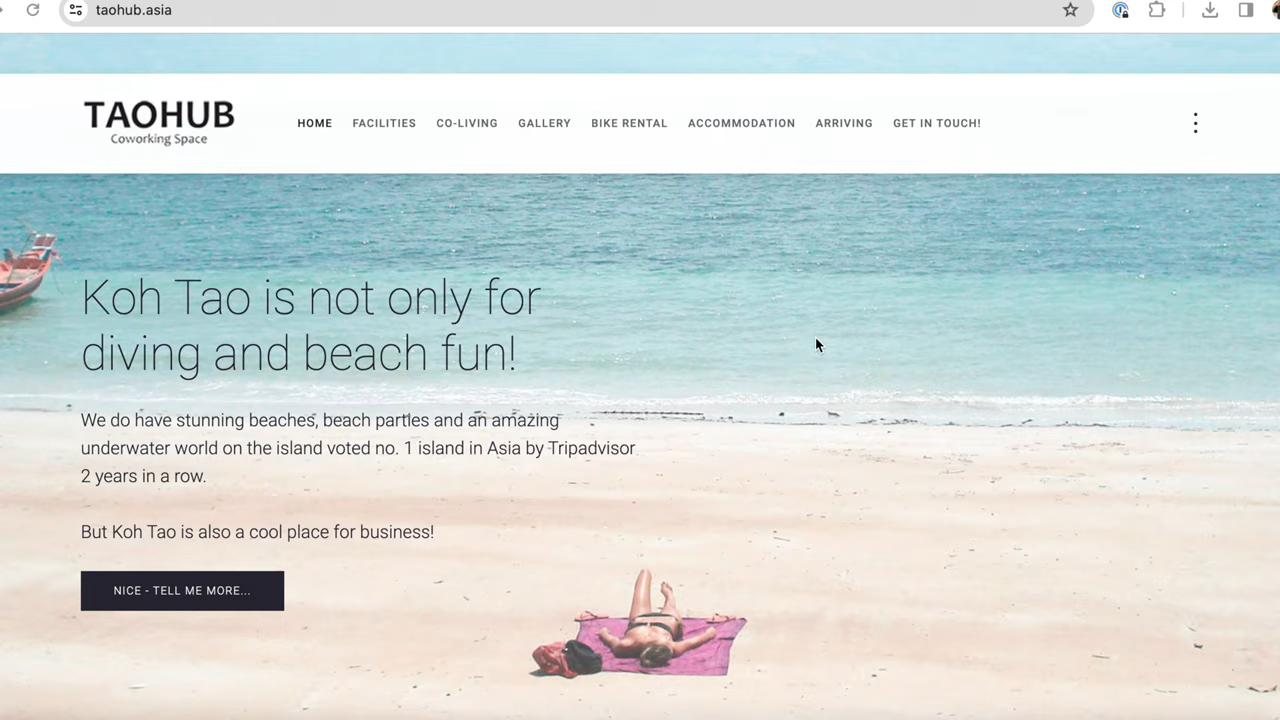 taohub.asia
TAOHUB
Coworking Space
HOME FACILITIES CO-LIVING GALLERY BIKE RENTAL ACCOMMODATION ARRIVING GET IN TOUCH!
Koh Tao is not only for
diving and beach fun!
We do have stunning beaches, beach parties and an amazing
underwater world on the island voted no. 1 island in Asia by Tripadvisor
2 years in a row.
But Koh Tao is also a cool place for business!
NICE - TELL ME MORE...